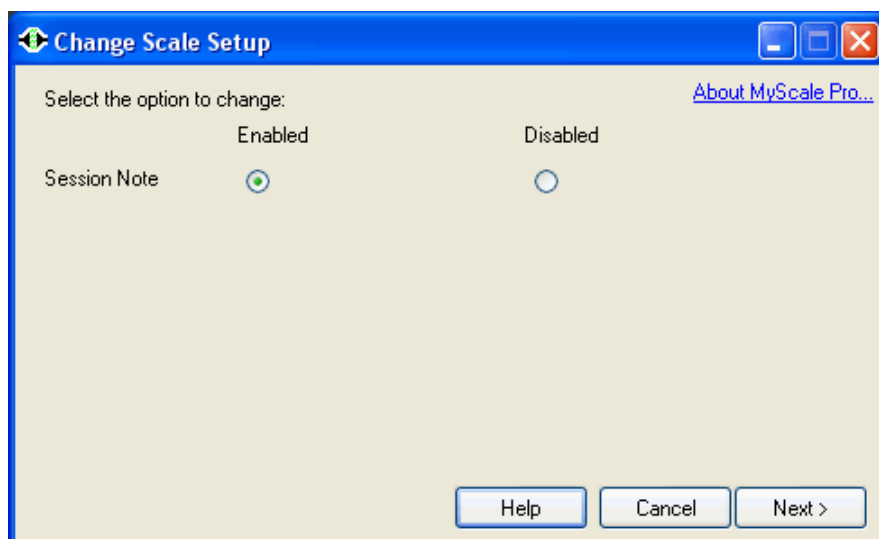 Change Scale Setup
About MyScale Pro...
Select the option to change:
Enabled Disabled
Session Note
Help Cancel Next >